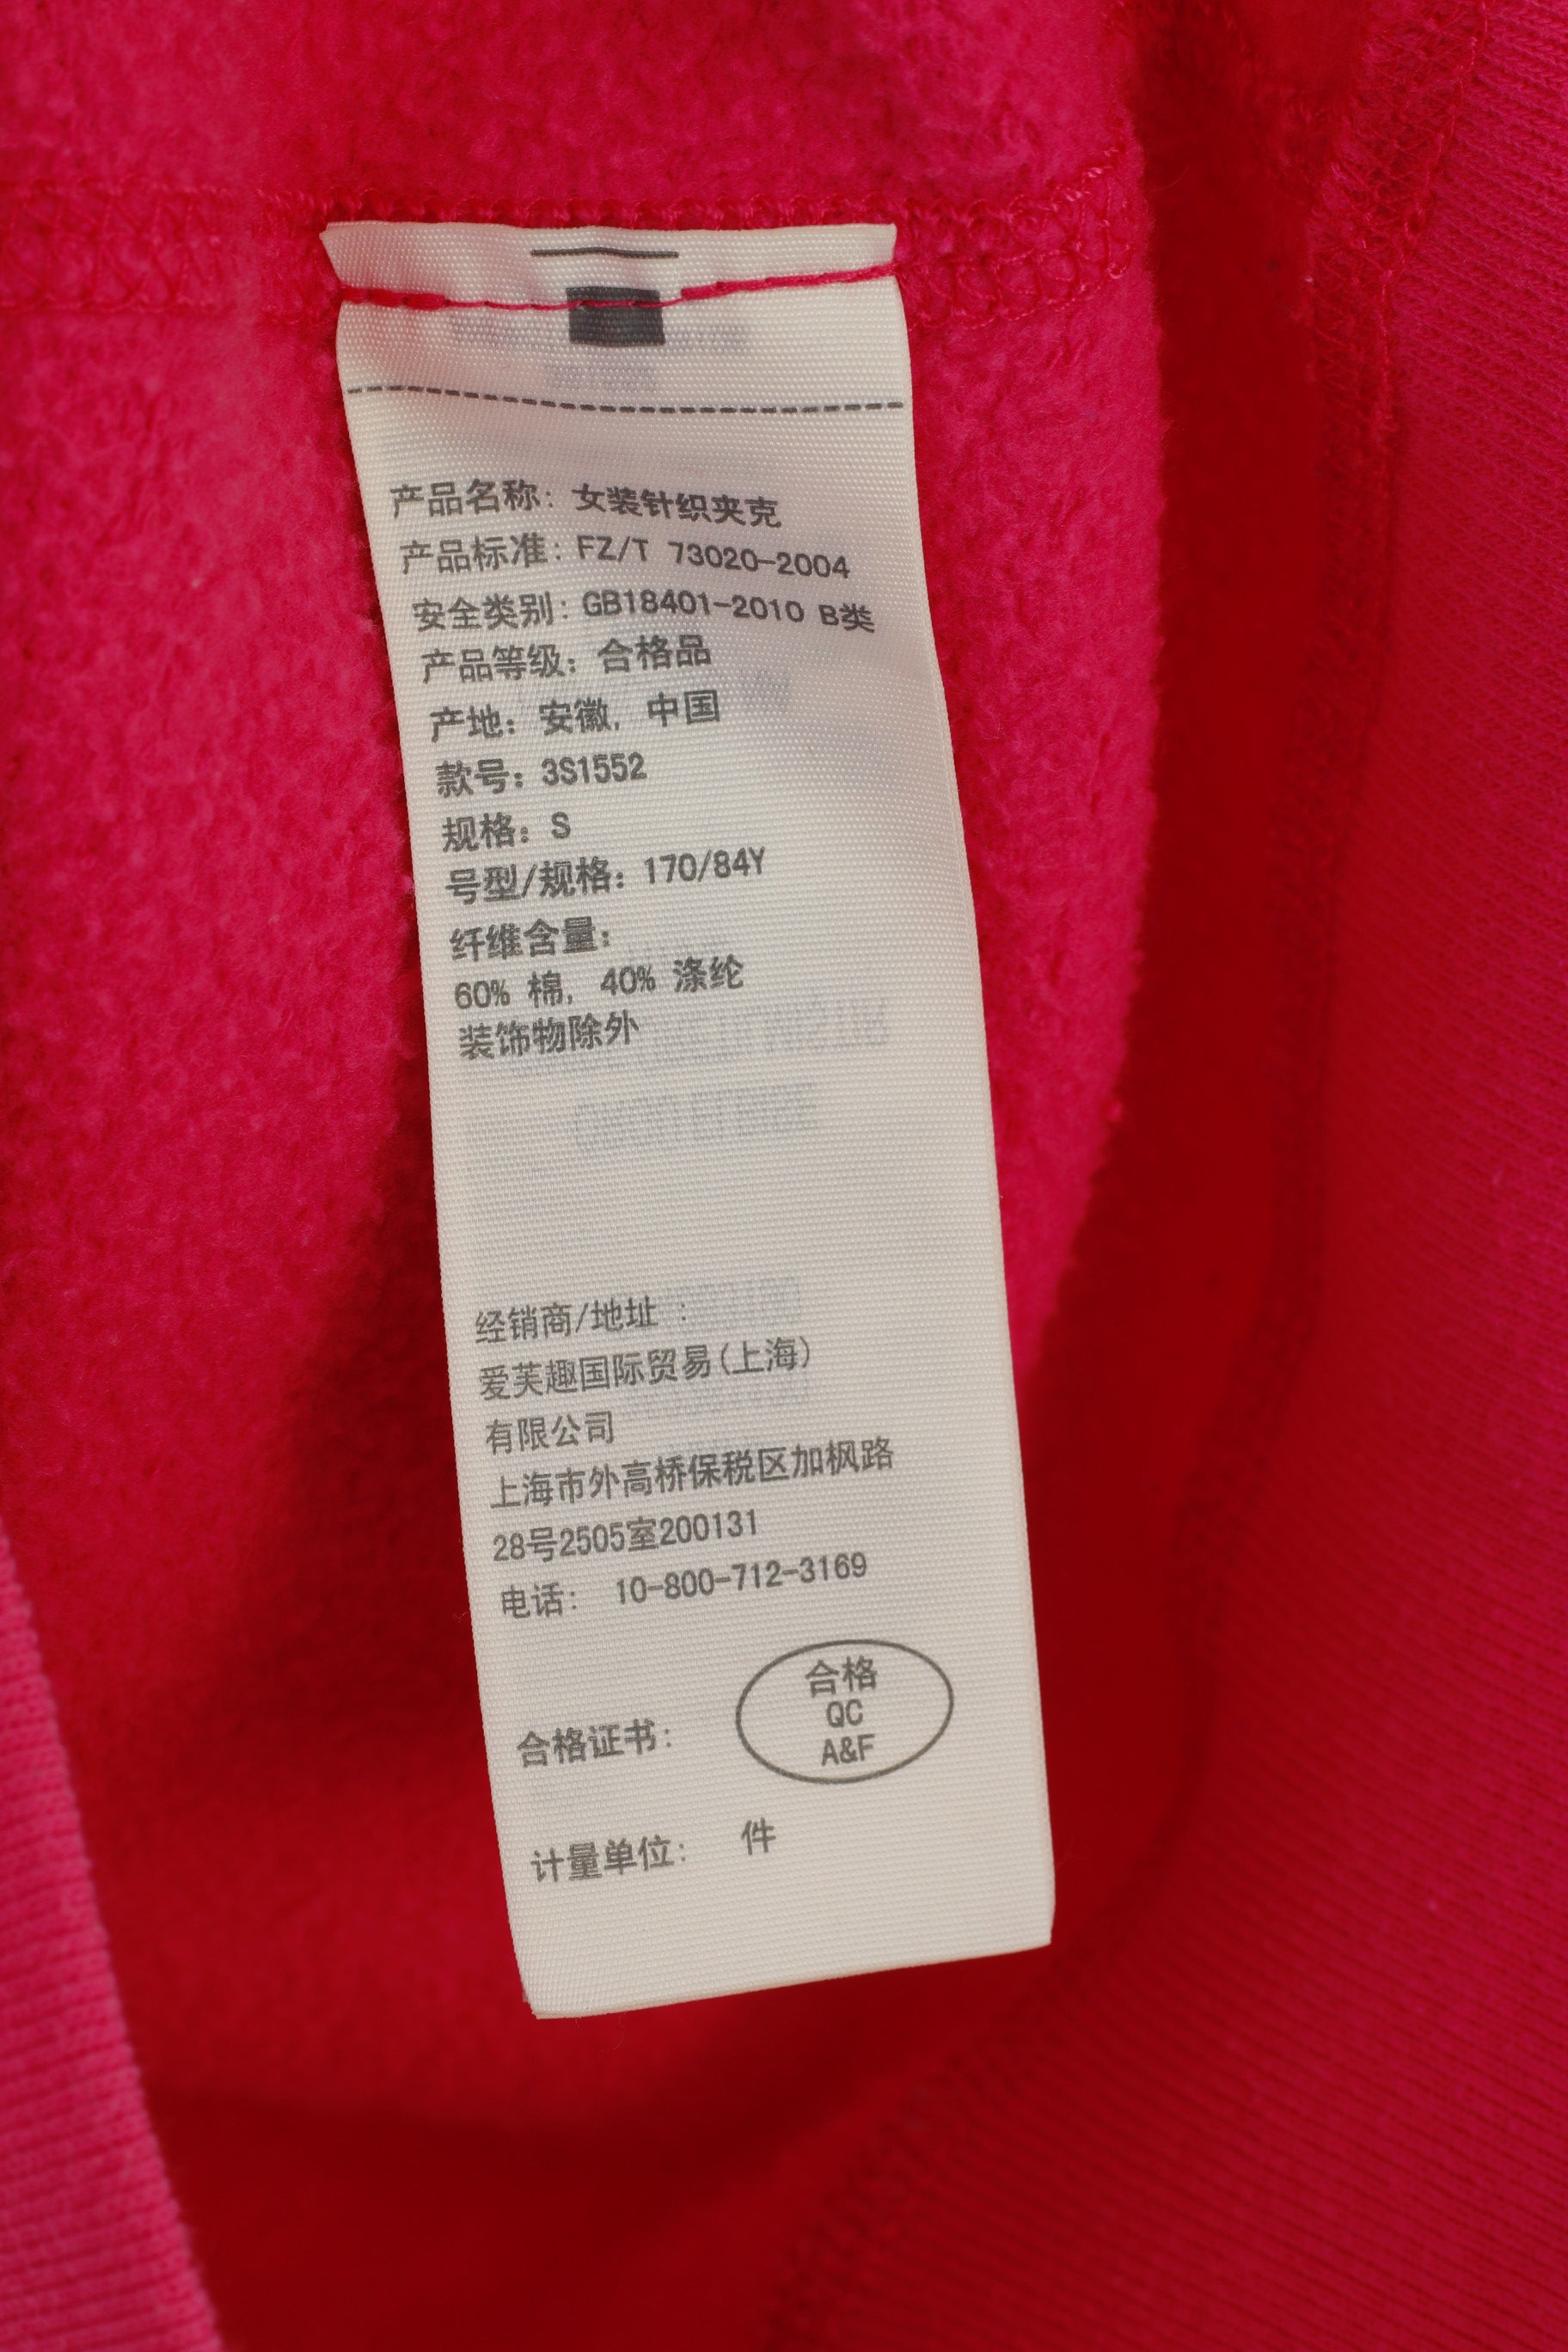 产品名称: 女装针织夹克
产品标准: FZ/T 73020-2004
安全类别: GB18401-2010 B类
产品等级: 合格品
产地: 安徽, 中国
款号: 3S1552
规格: S
号型/规格: 170/84Y
纤维含量:
60% 棉, 40% 涤纶
装饰物除外
经销商/地址 :
爱芙趣国际贸易(上海)
有限公司
上海市外高桥保税区加枫路
28号2505室200131
电话: 10-800-712-3169
合格
QC
A&F
合格证书:
计量单位: 件